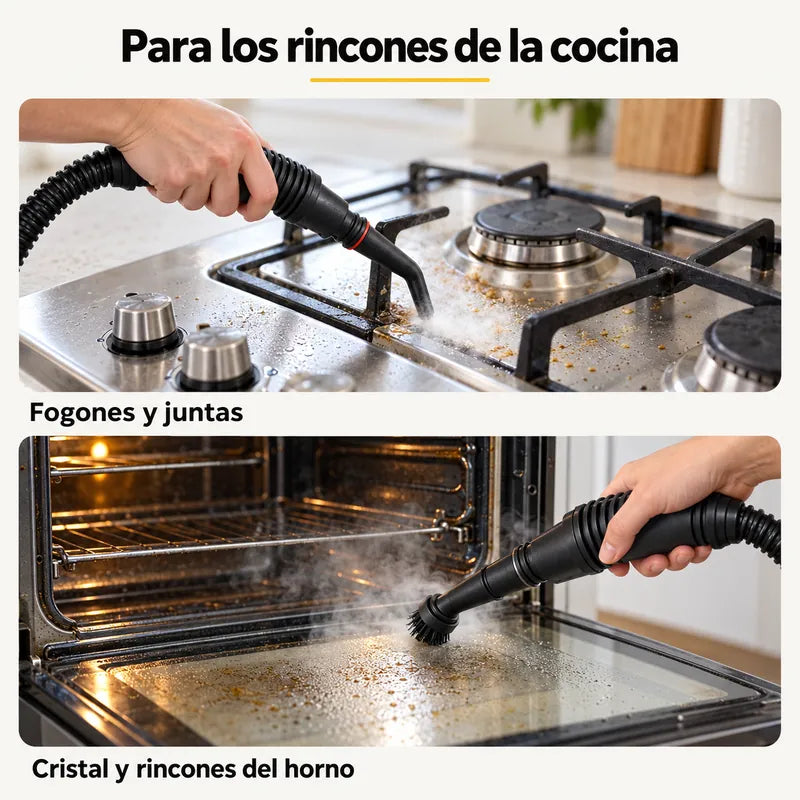 Para los rincones de la cocina
Fogones y juntas
Cristal y rincones del horno